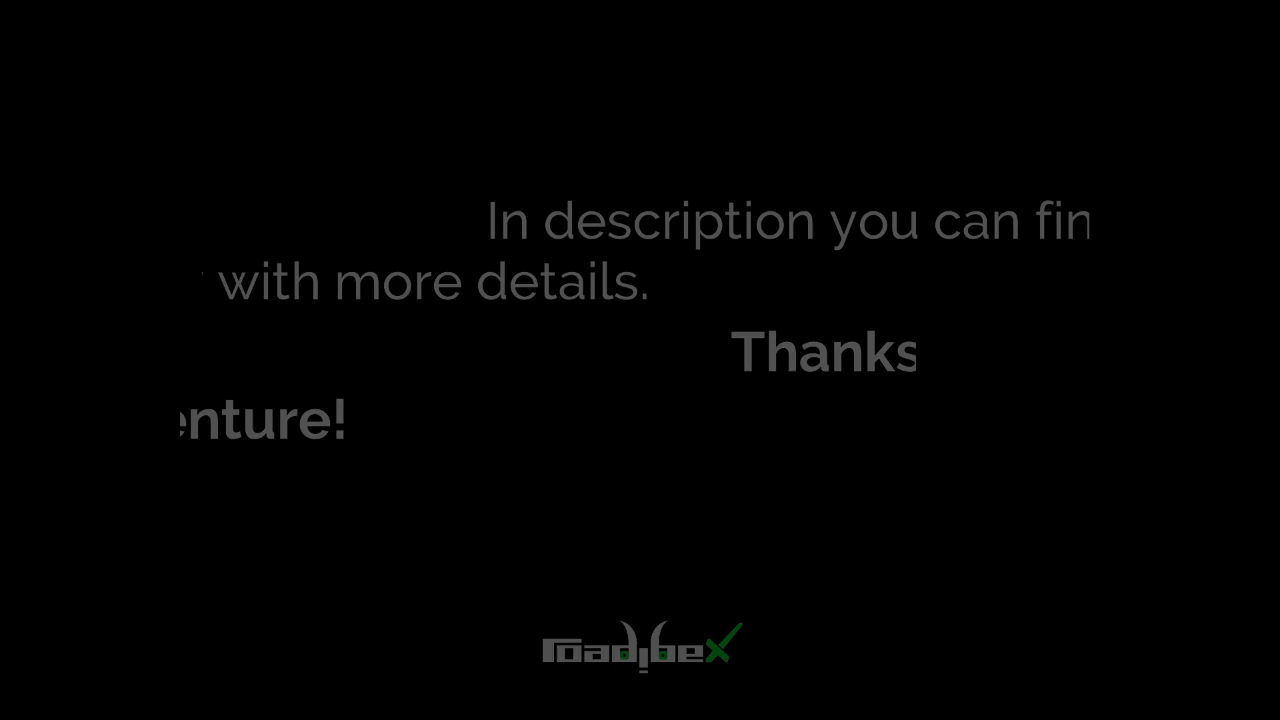 In description you can fin
with more details.
Thanks
enture!
roadibex